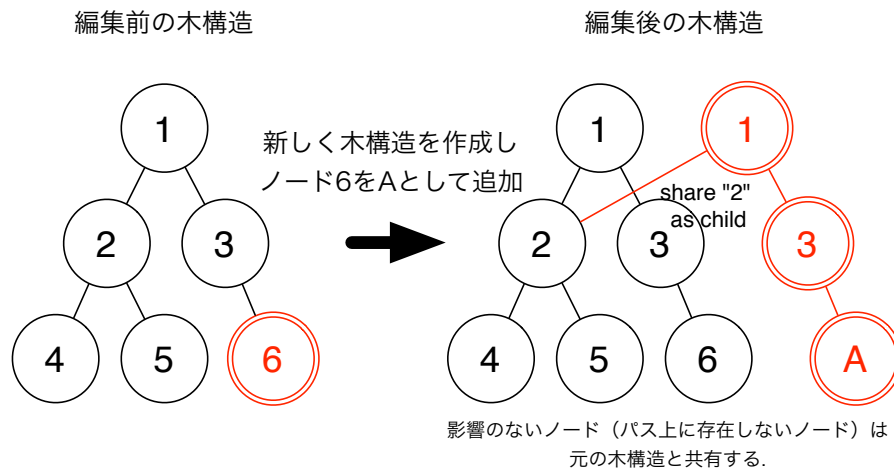 編集前の木構造
編集後の木構造
1
2
3
4
5
6
新しく木構造を作成し
ノード6をAとして追加
1
1
share "2"
as child
2
3
3
4
5
6
A
影響のないノード（パス上に存在しないノード）は
元の木構造と共有する.